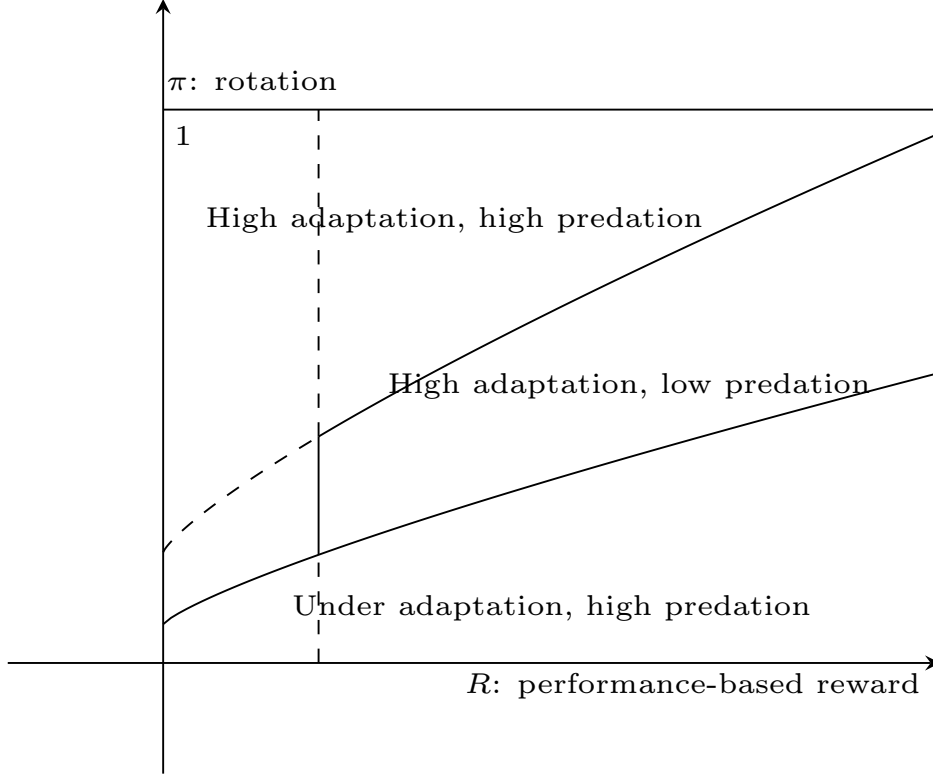 π: rotation
1
High adaptation, high predation
High adaptation, low predation
Under adaptation, high predation
R: performance-based reward